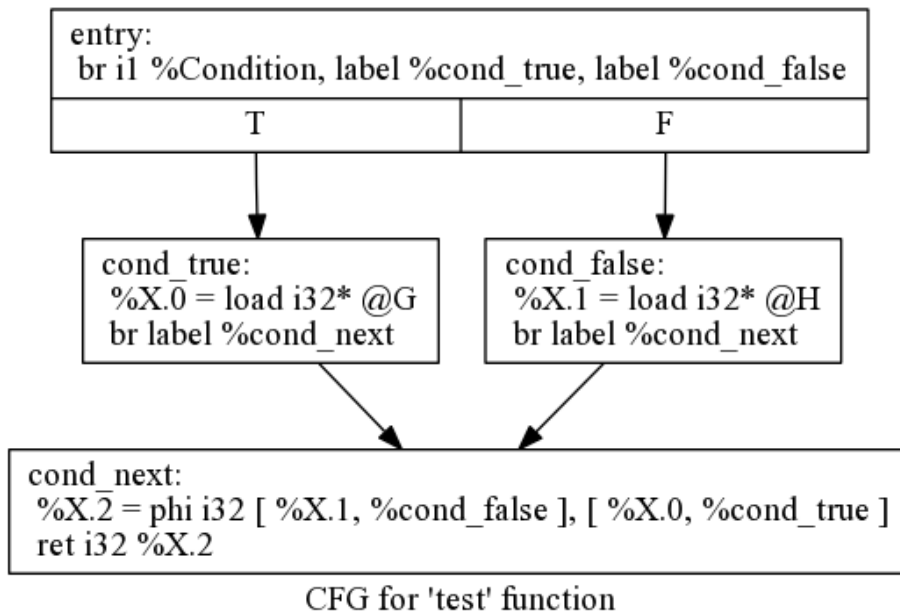 entry:
br i1 %Condition, label %cond_true, label %cond_false
T
F
cond_true:
%X.0 = load i32* @G
br label %cond_next
cond_false:
%X.1 = load i32* @H
br label %cond_next
cond_next:
%X.2 = phi i32 [ %X.1, %cond_false ], [ %X.0, %cond_true ]
ret i32 %X.2
CFG for 'test' function